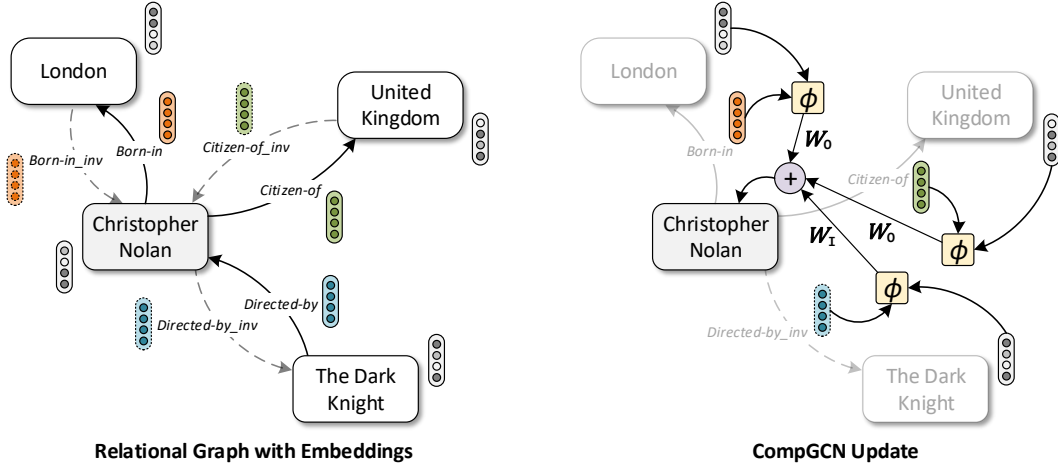 London
United
Kingdom
Born-in_inv
Born-in
Citizen-of_inv
Citizen-of
Christopher
Nolan
Directed-by
Directed-by_inv
The Dark
Knight
Relational Graph with Embeddings
London
United
Kingdom
ϕ
Born-in
W₀
+
Citizen-of
Christopher
Nolan
W_I
W₀
ϕ
ϕ
Directed-by_inv
The Dark
Knight
CompGCN Update